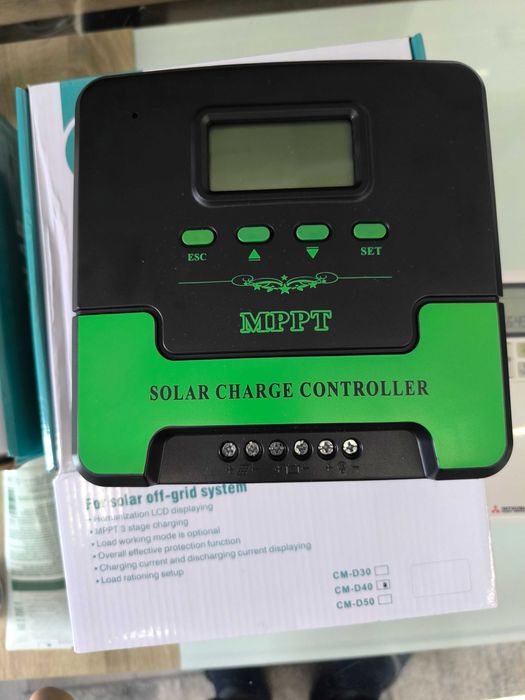 ESC
SET
MPPT
SOLAR CHARGE CONTROLLER
For solar off-grid system
• Homanization LCD displaying
• MPPT 3 stage charging
• Load working mode is optional
• Overall effective protection function
• Charging current and discharging current displaying
• Load rationing setup
CM-D30
CM-D40
CM-D50